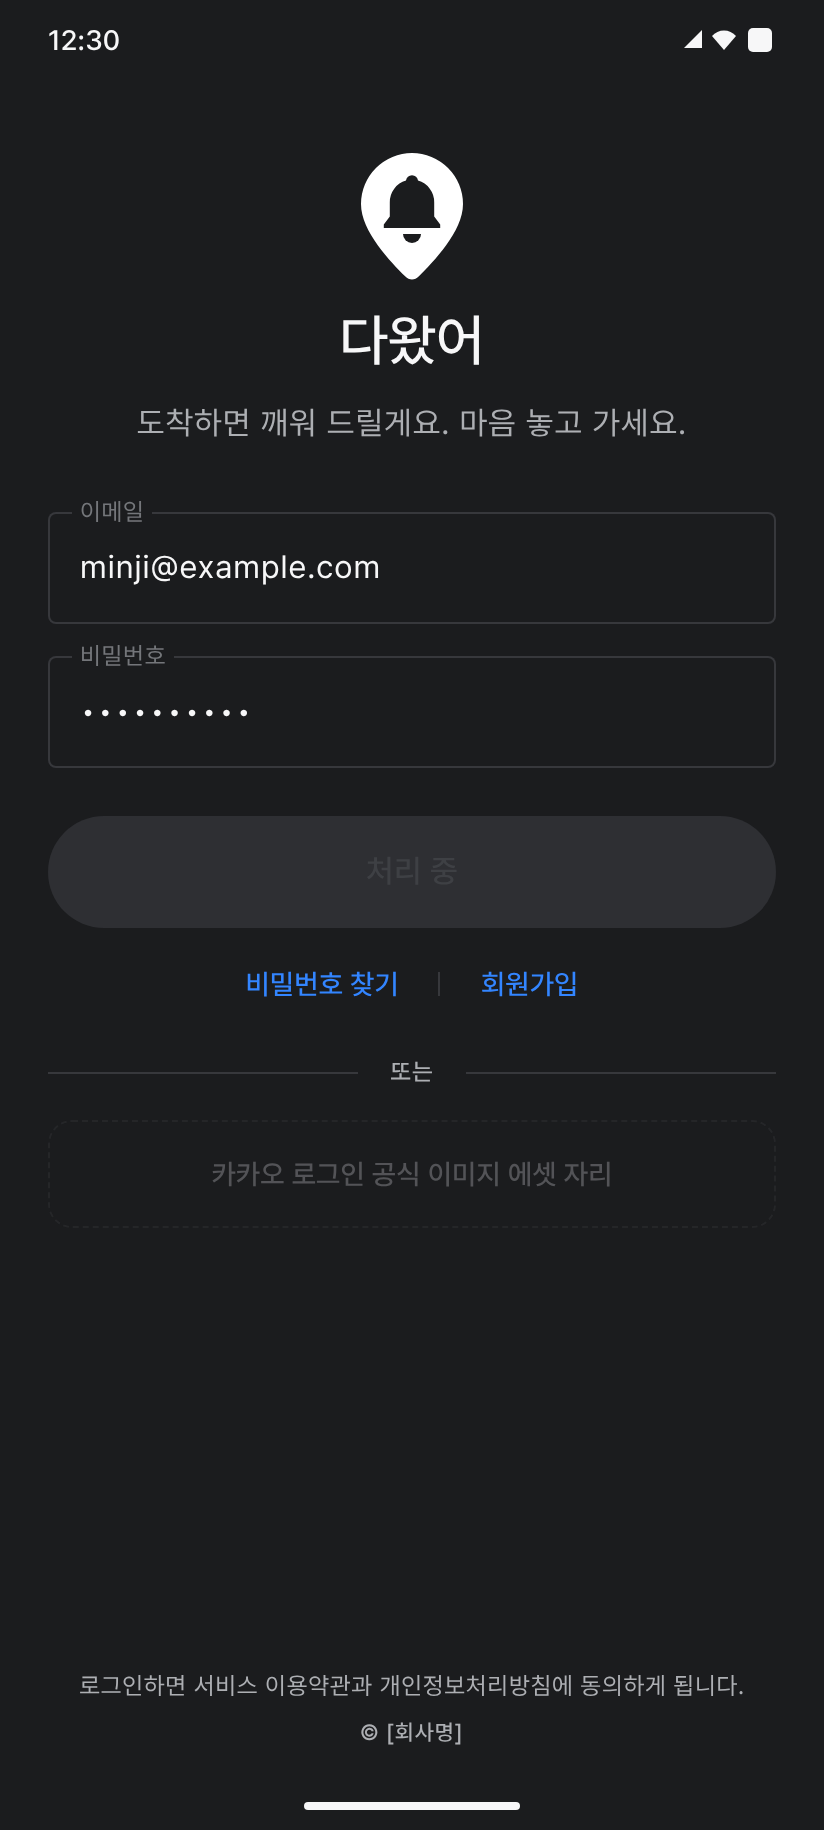 12:30
다왔어
도착하면 깨워 드릴게요. 마음 놓고 가세요.
이메일
minji@example.com
비밀번호
••••••••••
처리 중
비밀번호 찾기 | 회원가입
또는
카카오 로그인 공식 이미지 에셋 자리
로그인하면 서비스 이용약관과 개인정보처리방침에 동의하게 됩니다.
© [회사명]